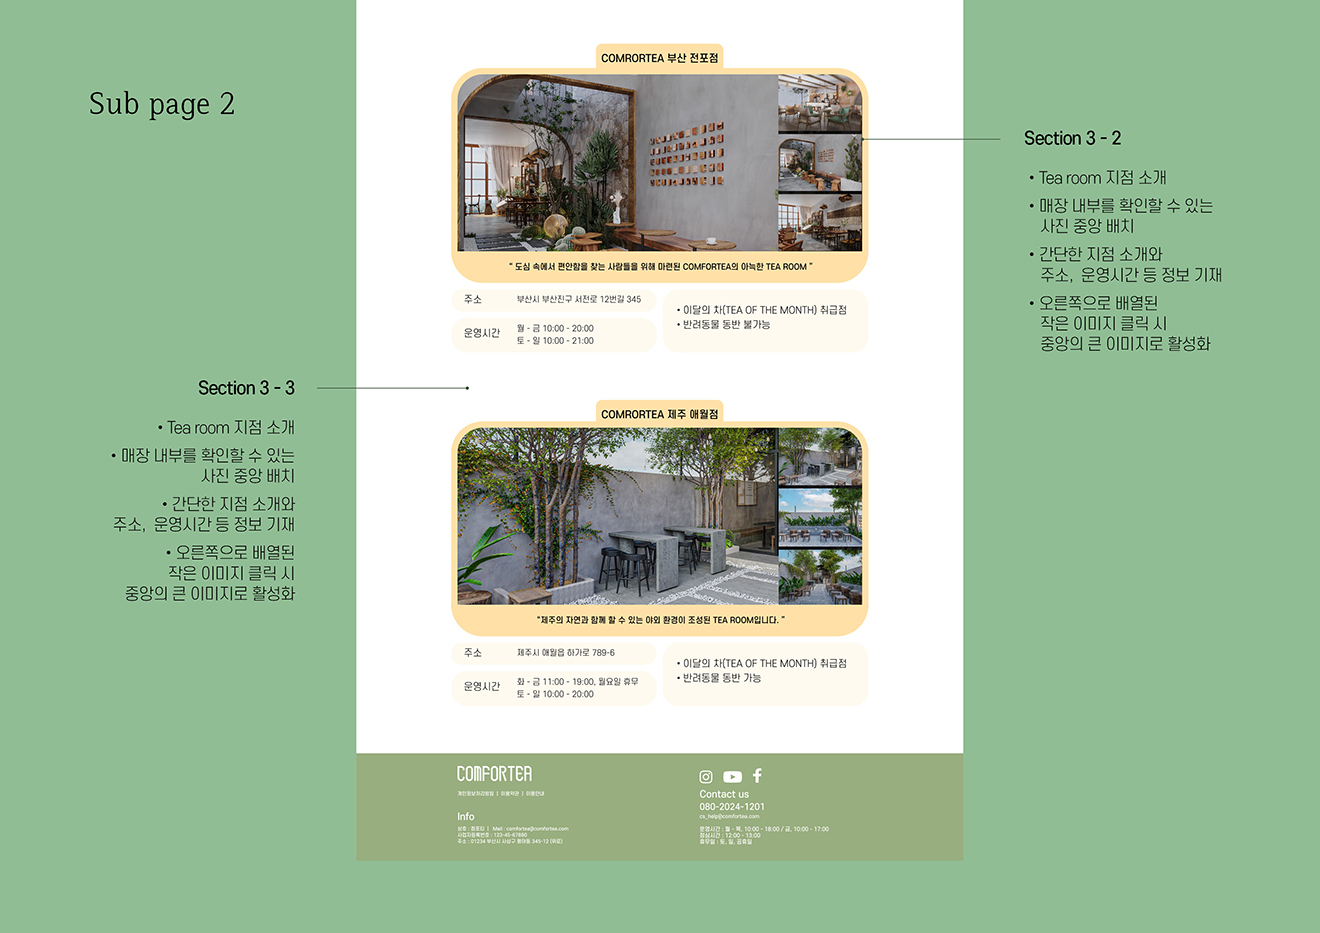 Sub page 2
COMRORTEA 부산 전포점
" 도심 속에서 편안함을 찾는 사람들을 위해 마련된 COMFORTEA의 아늑한 TEA ROOM "
주소 부산시 부산진구 서전로 12번길 345
운영시간 월 - 금 10:00 - 20:00
토 - 일 10:00 - 21:00
• 이달의 차(TEA OF THE MONTH) 취급점
• 반려동물 동반 불가능
Section 3 - 2
• Tea room 지점 소개
• 매장 내부를 확인할 수 있는
사진 중앙 배치
• 간단한 지점 소개와
주소, 운영시간 등 정보 기재
• 오른쪽으로 배열된
작은 이미지 클릭 시
중앙의 큰 이미지로 활성화
Section 3 - 3
• Tea room 지점 소개
• 매장 내부를 확인할 수 있는
사진 중앙 배치
• 간단한 지점 소개와
주소, 운영시간 등 정보 기재
• 오른쪽으로 배열된
작은 이미지 클릭 시
중앙의 큰 이미지로 활성화
COMRORTEA 제주 애월점
"제주의 자연과 함께 할 수 있는 야외 환경이 조성된 TEA ROOM입니다. "
주소 제주시 애월읍 하가로 789-6
운영시간 화 - 금 11:00 - 19:00, 월요일 휴무
토 - 일 10:00 - 20:00
• 이달의 차(TEA OF THE MONTH) 취급점
• 반려동물 동반 가능
COMFORTEA
개인정보처리방침 | 이용약관 | 이용안내
Info
상호 : 컴포티 | Mail : comfortea@comfortea.com
사업자등록번호 : 123-45-67890
주소 : 01234 부산시 사상구 345-12
Contact us
080-2024-1201
cs_help@comfortea.com
운영시간 : 월 - 목, 10:00 - 18:00 / 금, 10:00 - 17:00
점심시간 : 12:00 - 13:00
휴무일 : 토, 일, 공휴일